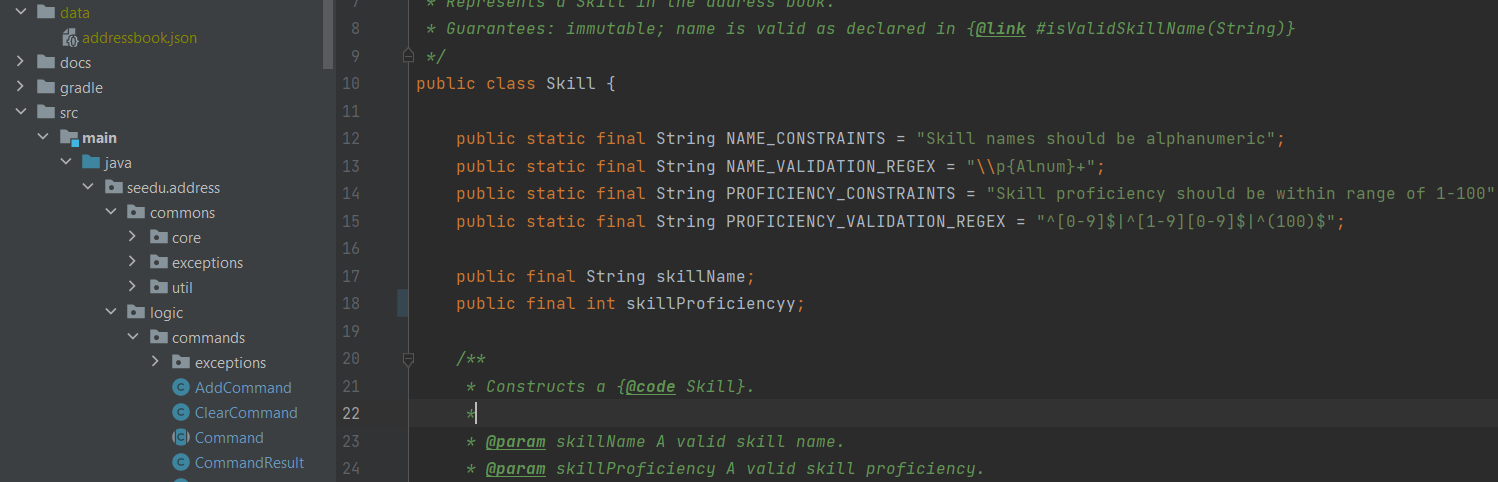 data
addressbook.json
docs
gradle
src
main
java
seedu.address
commons
core
exceptions
util
logic
commands
exceptions
AddCommand
ClearCommand
Command
CommandResult
7 * Represents a Skill in the address book.
8 * Guarantees: immutable; name is valid as declared in {@link #isValidSkillName(String)}
9 */
10 public class Skill {
11
12 public static final String NAME_CONSTRAINTS = "Skill names should be alphanumeric";
13 public static final String NAME_VALIDATION_REGEX = "\\p{Alnum}+";
14 public static final String PROFICIENCY_CONSTRAINTS = "Skill proficiency should be within range of 1-100"
15 public static final String PROFICIENCY_VALIDATION_REGEX = "^[0-9]$|^[1-9][0-9]$|^(100)$";
16
17 public final String skillName;
18 public final int skillProficiencyy;
19
20 /**
21 * Constructs a {@code Skill}.
22 *
23 * @param skillName A valid skill name.
24 * @param skillProficiency A valid skill proficiency.